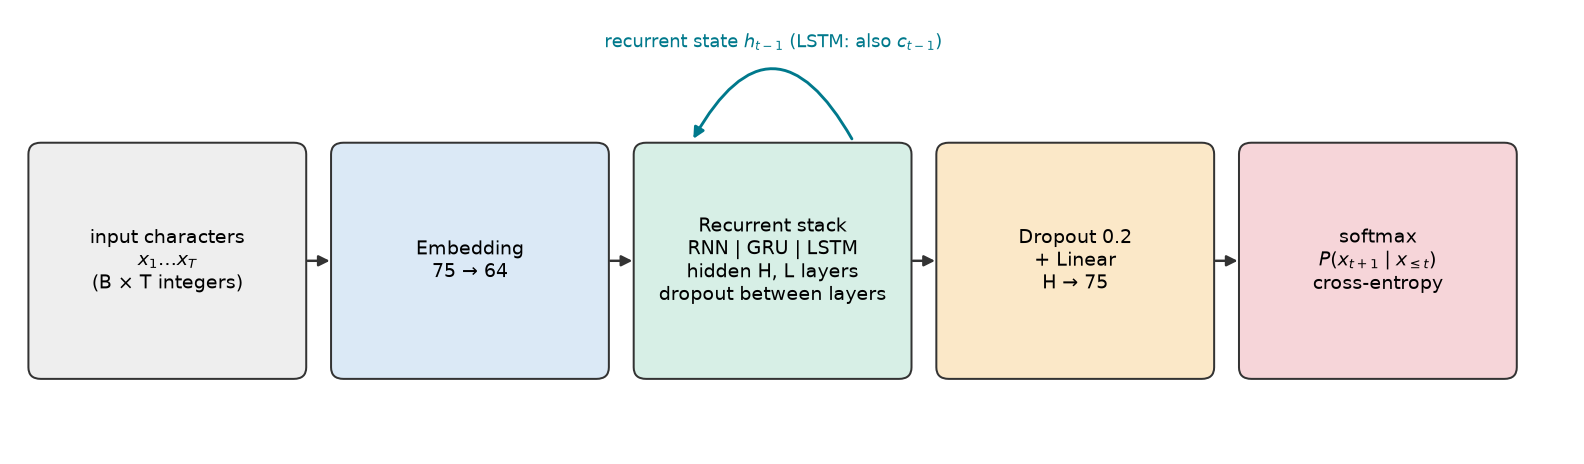 recurrent state h_{t−1} (LSTM: also c_{t−1})
input characters
x_1…x_T
(B × T integers)
Embedding
75 → 64
Recurrent stack
RNN | GRU | LSTM
hidden H, L layers
dropout between layers
Dropout 0.2
+ Linear
H → 75
softmax
P(x_{t+1} | x_{≤t})
cross-entropy